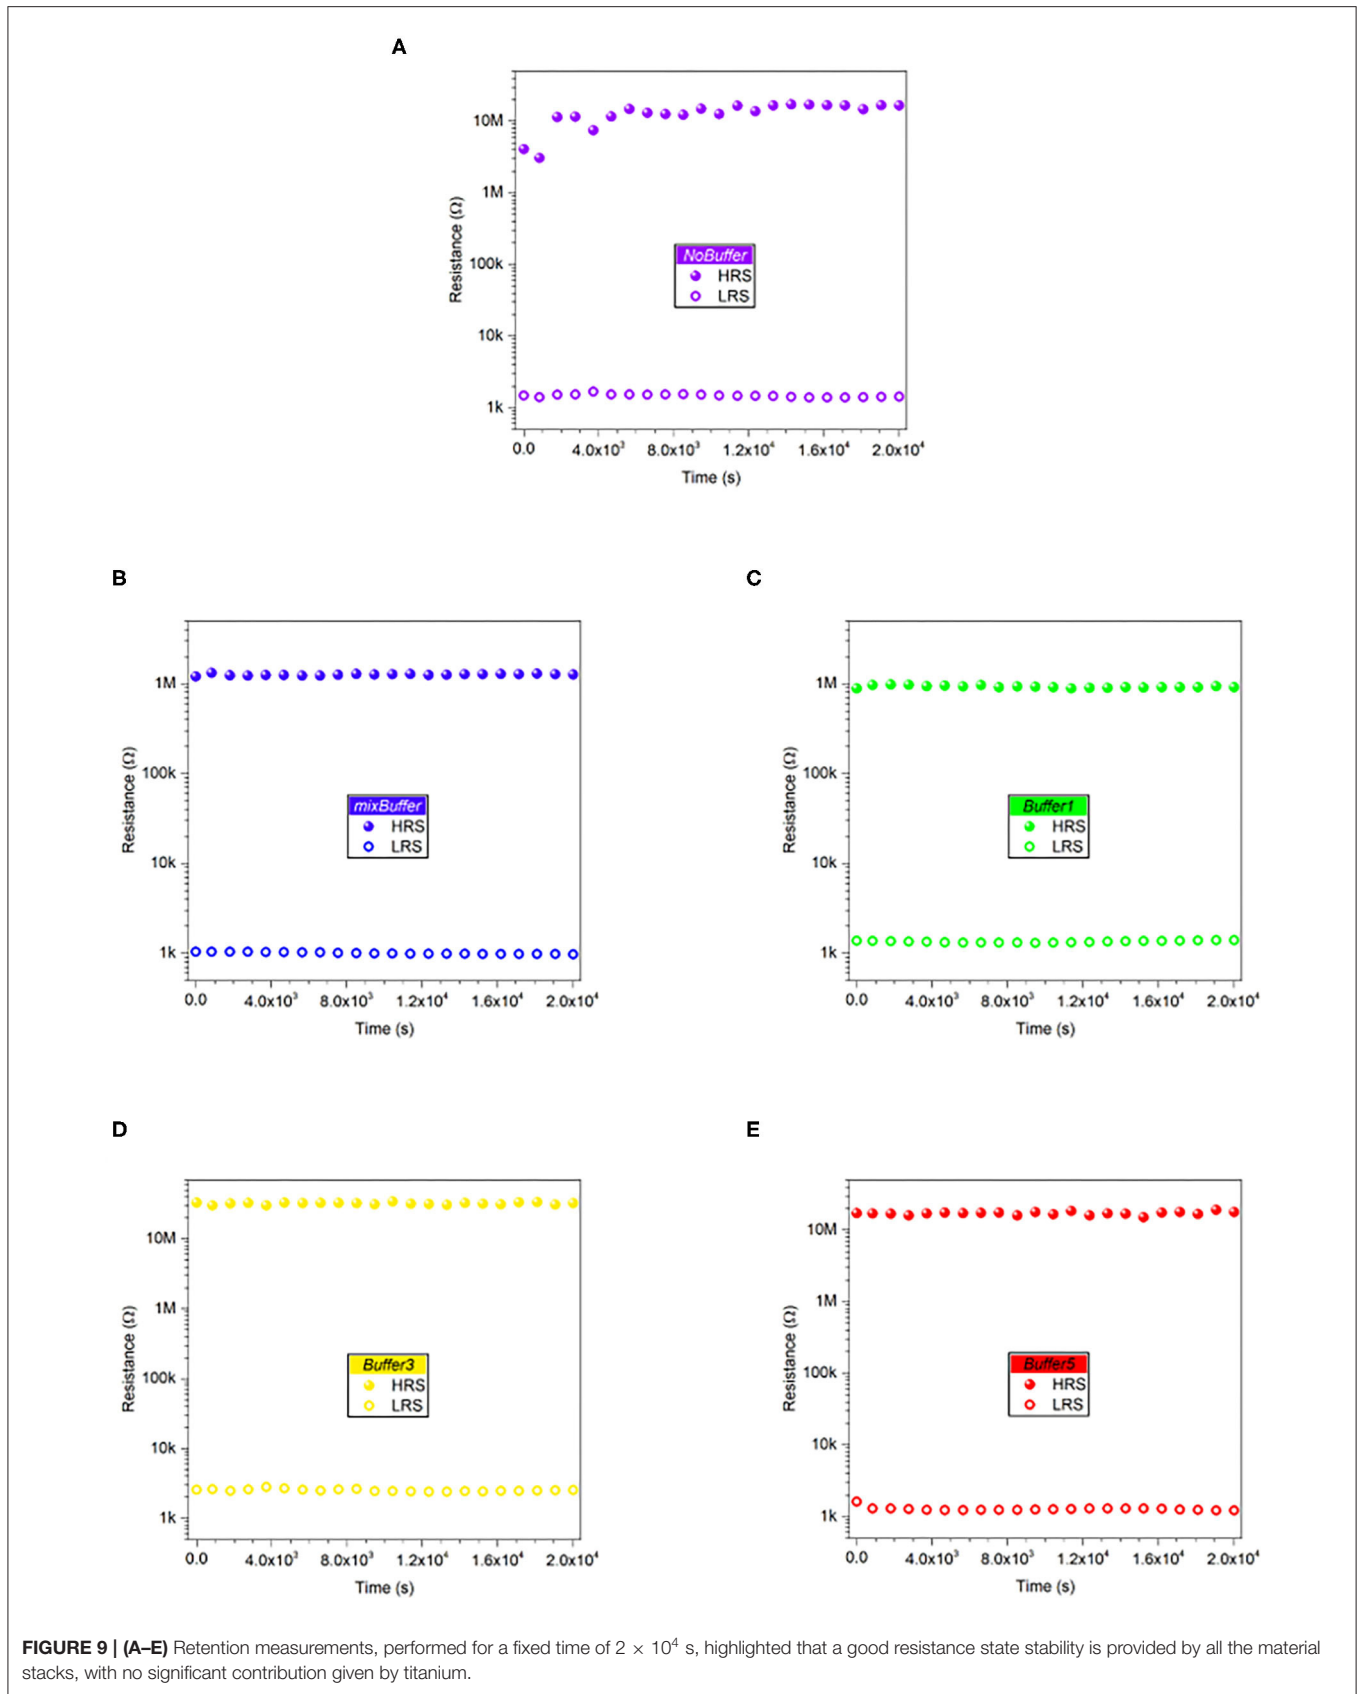 A
10M
1M
100k
10k
1k
Resistance (Ω)
NoBuffer
HRS
LRS
0.0 4.0x10³ 8.0x10³ 1.2x10⁴ 1.6x10⁴ 2.0x10⁴
Time (s)
B
1M
100k
10k
1k
Resistance (Ω)
mixBuffer
HRS
LRS
0.0 4.0x10³ 8.0x10³ 1.2x10⁴ 1.6x10⁴ 2.0x10⁴
Time (s)
C
1M
100k
10k
1k
Resistance (Ω)
Buffer1
HRS
LRS
0.0 4.0x10³ 8.0x10³ 1.2x10⁴ 1.6x10⁴ 2.0x10⁴
Time (s)
D
10M
1M
100k
10k
1k
Resistance (Ω)
Buffer3
HRS
LRS
0.0 4.0x10³ 8.0x10³ 1.2x10⁴ 1.6x10⁴ 2.0x10⁴
Time (s)
E
10M
1M
100k
10k
1k
Resistance (Ω)
Buffer5
HRS
LRS
0.0 4.0x10³ 8.0x10³ 1.2x10⁴ 1.6x10⁴ 2.0x10⁴
Time (s)
FIGURE 9 | (A–E) Retention measurements, performed for a fixed time of 2 × 10⁴ s, highlighted that a good resistance state stability is provided by all the material
stacks, with no significant contribution given by titanium.